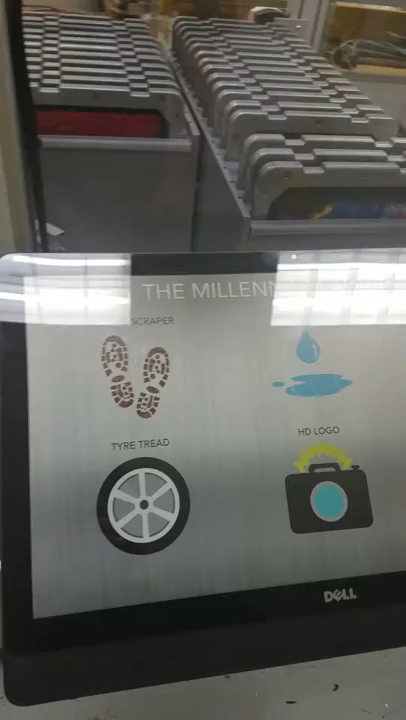 THE MILLENN
SCRAPER
TYRE TREAD
HD LOGO
DELL